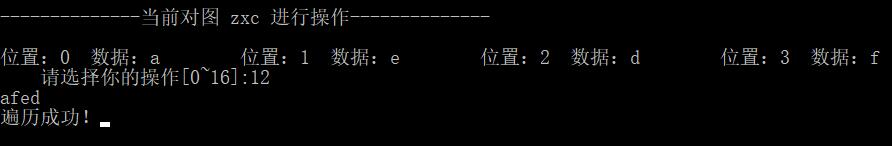 --------------当前对图 zxc 进行操作--------------
位置：0 数据：a 位置：1 数据：e 位置：2 数据：d 位置：3 数据：f
请选择你的操作[0~16]:12
afed
遍历成功！